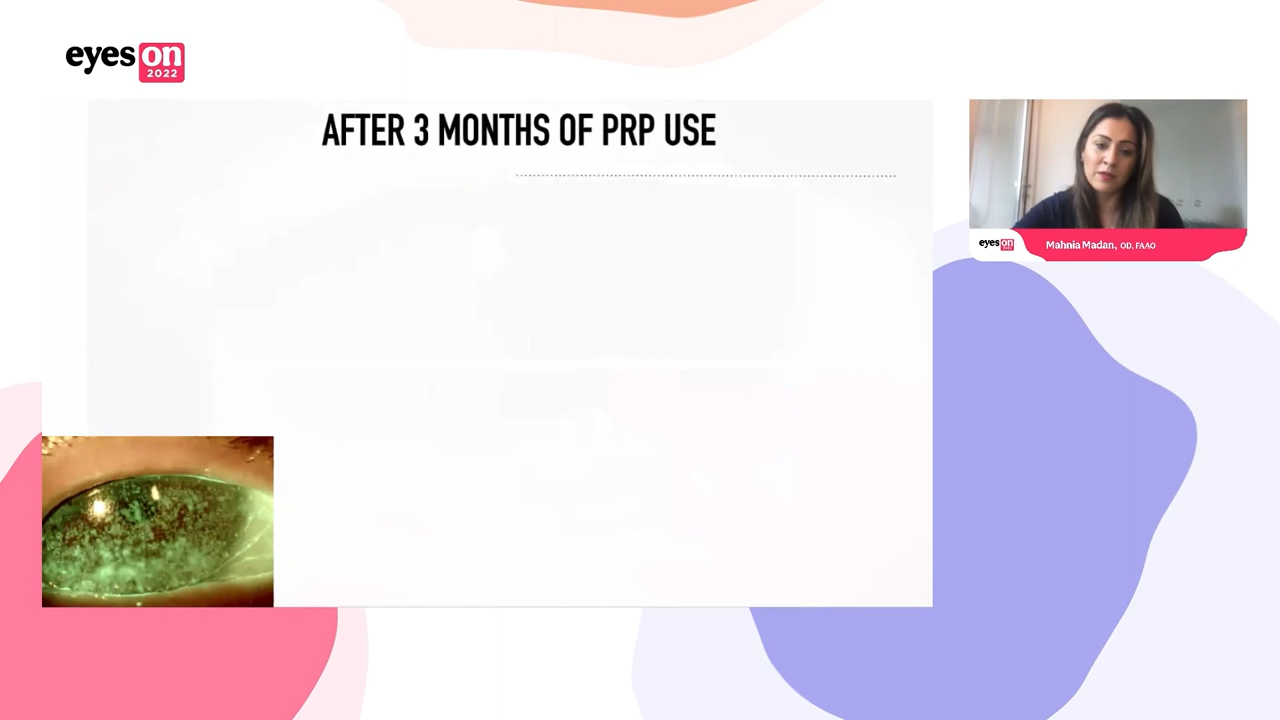 eyes on
2022
AFTER 3 MONTHS OF PRP USE
eyes on
Mahnia Madan, OD, FAAO